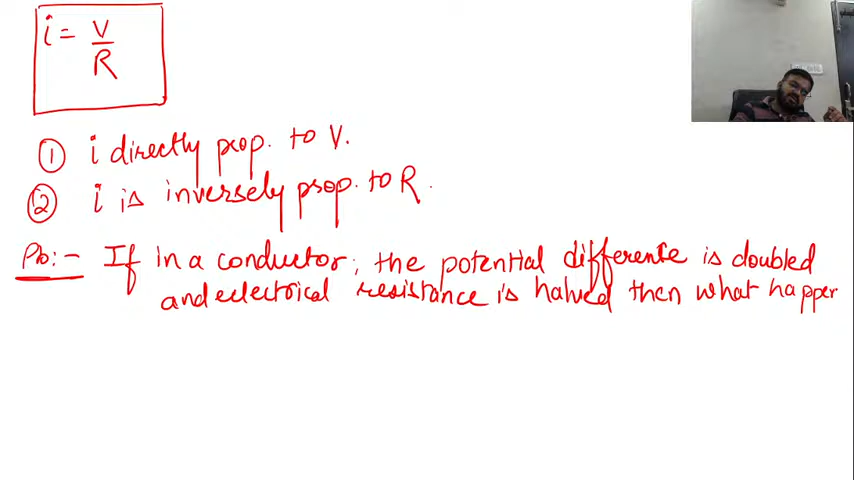 i = V/R
① i directly prop. to V.
② i is inversely prop. to R.
Pb:- If in a conductor, the potential difference is doubled
and eclectrical resistance is halved then what happen